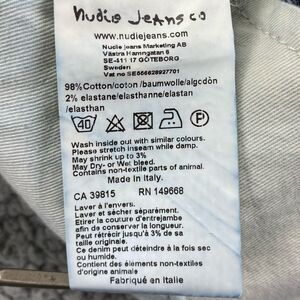 nudie jeans co
www.nudiejeans.com
Nudie Jeans Marketing AB
Västra Hamngatan 6
SE-411 17 GÖTEBORG
Sweden
Vat no SE556628927701
98%Cotton/coton/baumwolle/algodón
2% elastane/elasthanne/elastan
/elasthan
40
Wash inside out with similar colours.
Please stretch inseam while damp.
May shrink up to 3%
May Dry- or Wet bleed.
Contains non-textile parts of animal.
Made in Italy.
CA 39815 RN 149668
Laver à l'envers.
Laver et sécher séparément.
Etirer la couture d'entrejambe
afin de conserver la longueur.
Peut rétrécir jusqu'à 3% de sa
taille originale.
Ce denim peut déteindre à la fois sec
ou humide.
Contient des élements non-textiles
d'origine animale
Fabriqué en Italie